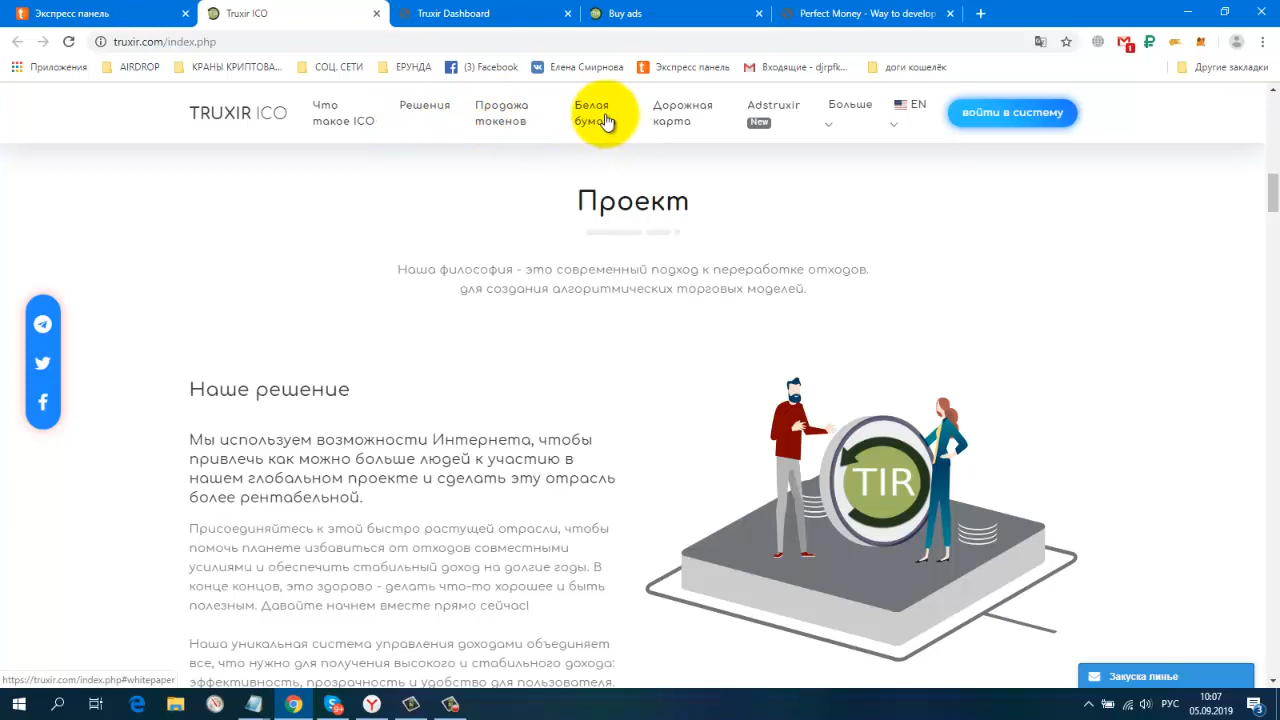 Экспресс панель
Truxir ICO
Truxir Dashboard
Buy ads
Perfect Money - Way to develop
truxir.com/index.php
1
Приложения
AIRDROP
КРАНЫ КРИПТОВА...
СОЦ. СЕТИ
ЕРУНДА
(3) Facebook
Елена Смирнова
Экспресс панель
Входящие - djrpfk...
доги кошелёк
Другие закладки
TRUXIR ICO
Что
такое ICO
Решения
Продажа
токенов
Белая
Дорожная
карта
Adstruxir
New
Больше
EN
войти в систему
Проект
Наша философия - это современный подход к переработке отходов.
для создания алгоритмических торговых моделей.
Наше решение
Мы используем возможности Интернета, чтобы
привлечь как можно больше людей к участию в
нашем глобальном проекте и сделать эту отрасль
более рентабельной.
Присоединяйтесь к этой быстро растущей отрасли, чтобы
помочь планете избавиться от отходов совместными
усилиями и обеспечить стабильный доход на долгие годы. В
конце концов, это здорово - делать что-то хорошее и быть
полезным. Давайте начнем вместе прямо сейчас!
Наша уникальная система управления доходами объединяет
все, что нужно для получения высокого и стабильного дохода:
эффективность, прозрачность и удобство для пользователя.
TIR
https://truxir.com/index.php#whitepaper
Закуска линье
РУС
10:07
05.09.2019
3